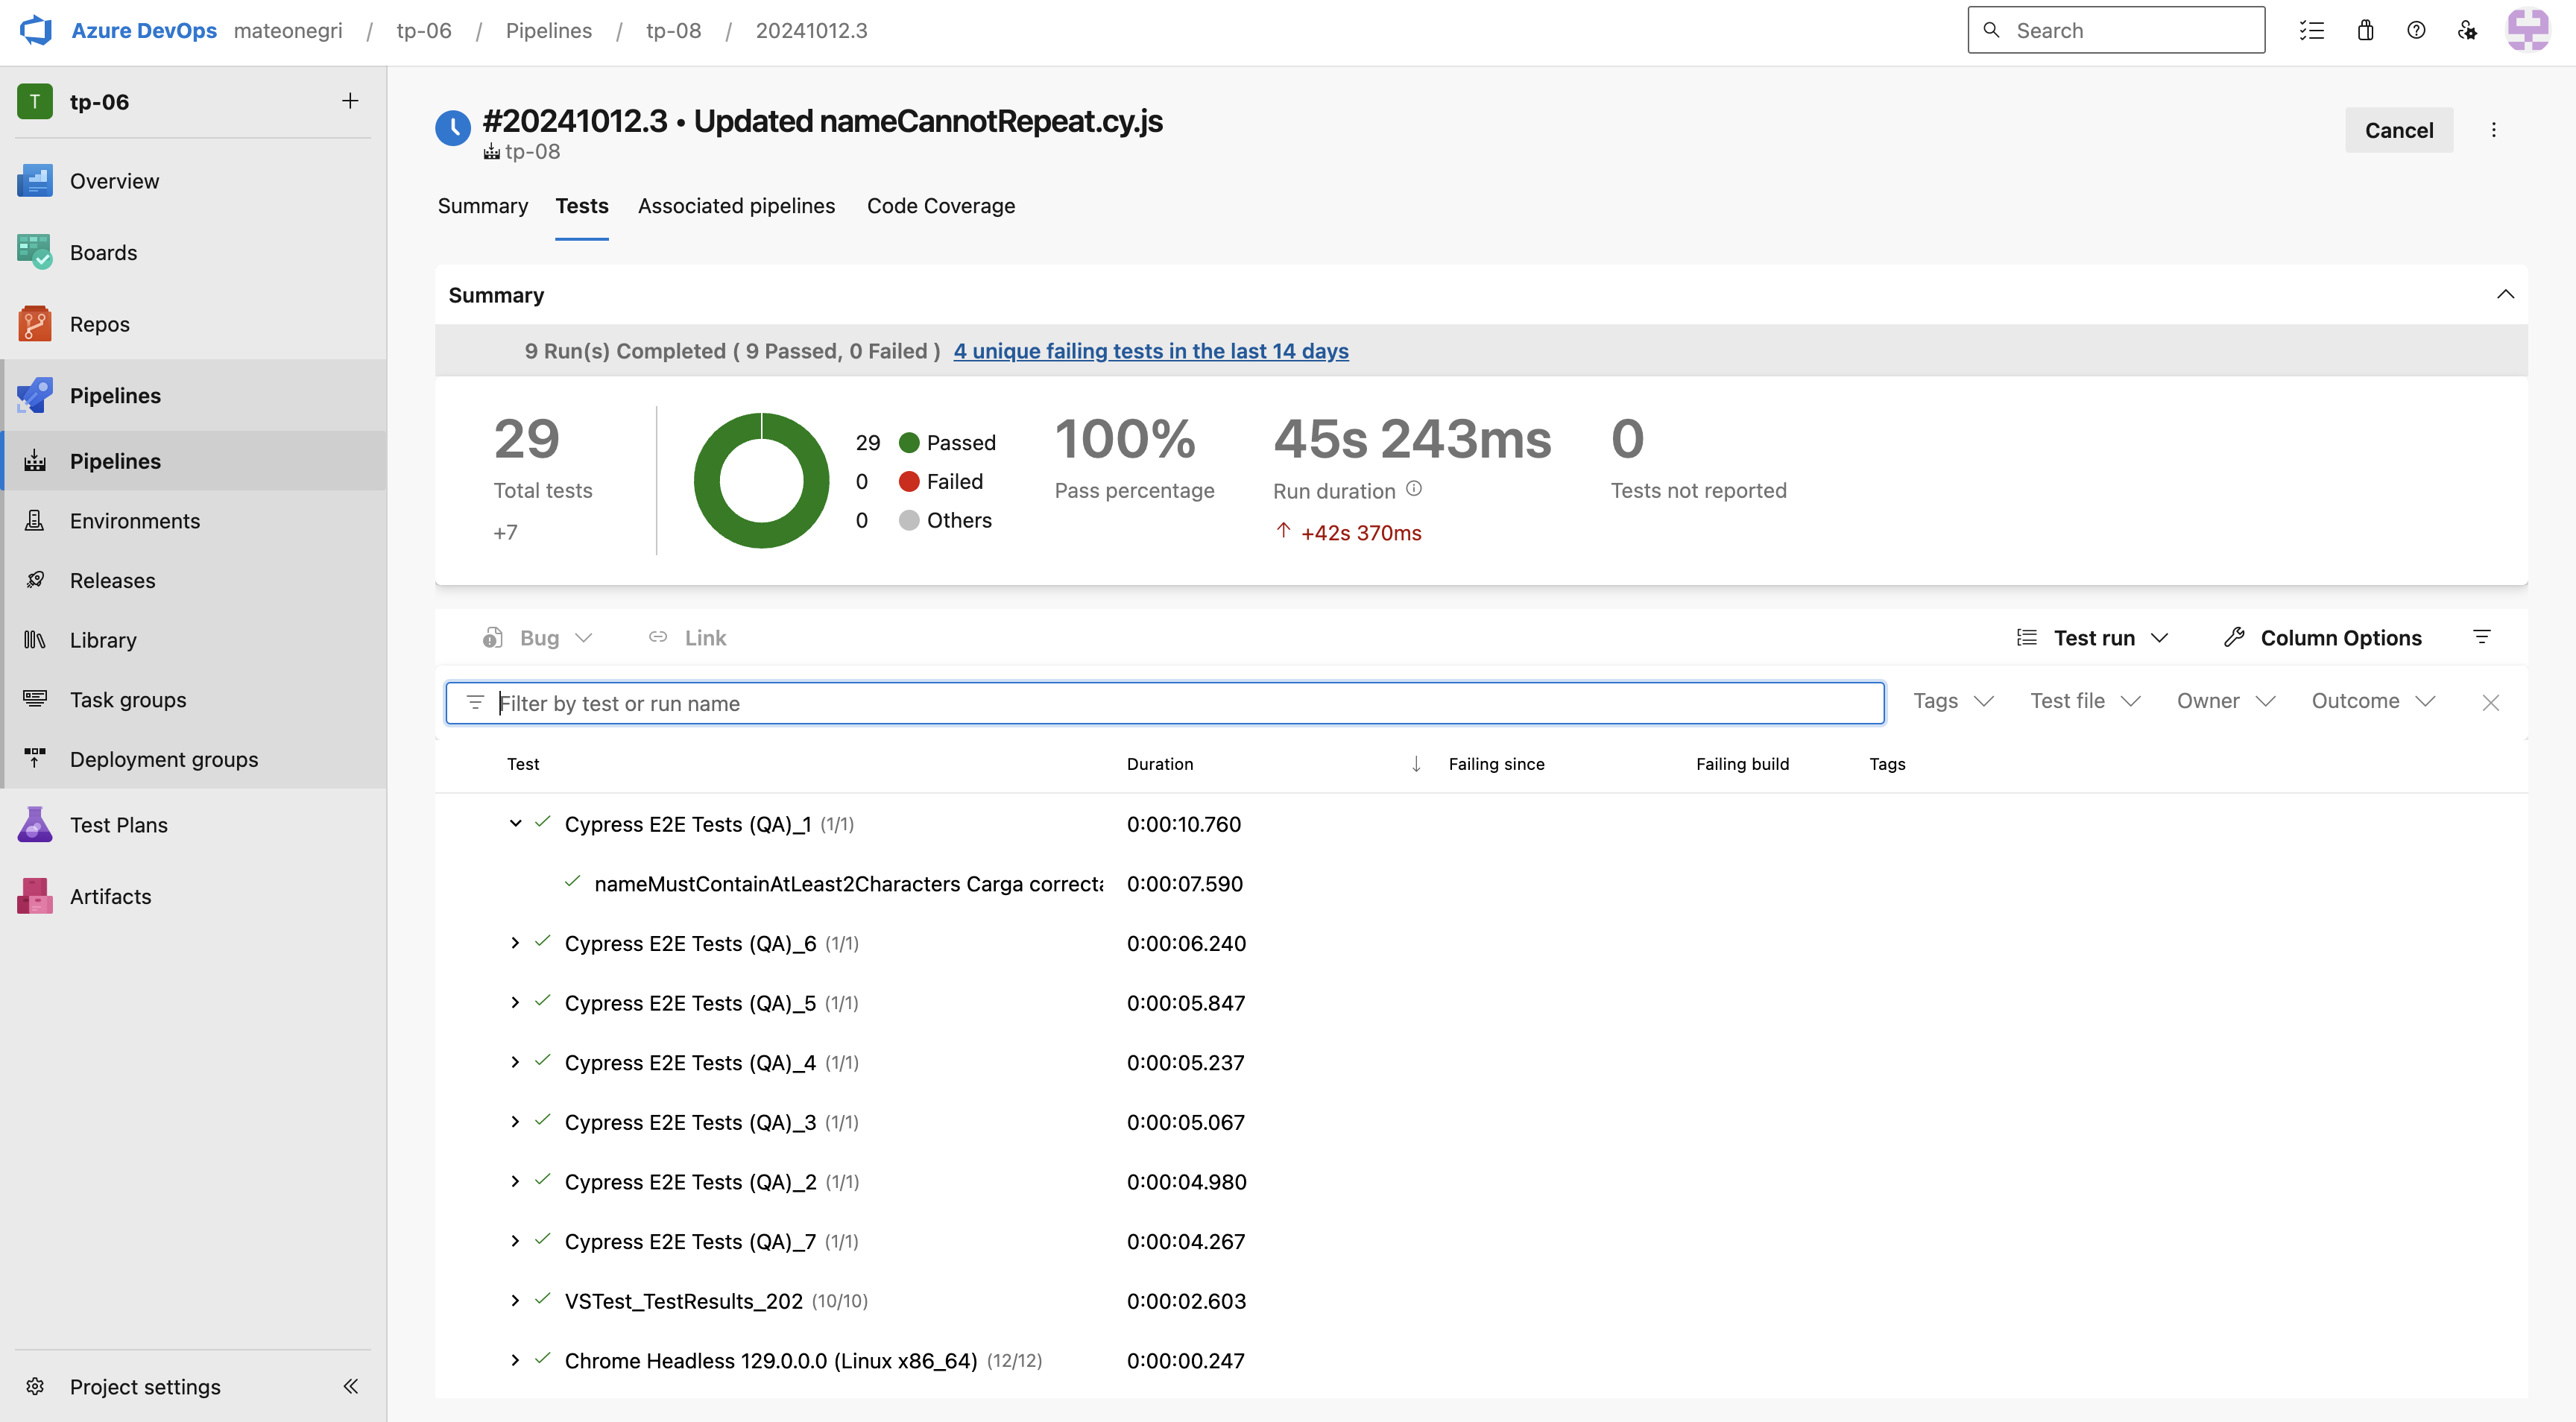 Azure DevOps mateonegri / tp-06 / Pipelines / tp-08 / 20241012.3
Search
T tp-06
Overview
Boards
Repos
Pipelines
Pipelines
Environments
Releases
Library
Task groups
Deployment groups
Test Plans
Artifacts
Project settings
#20241012.3 • Updated nameCannotRepeat.cy.js
tp-08
Cancel
Summary Tests Associated pipelines Code Coverage
Summary
9 Run(s) Completed ( 9 Passed, 0 Failed ) 4 unique failing tests in the last 14 days
29
Total tests
+7
29 Passed
0 Failed
0 Others
100%
Pass percentage
45s 243ms
Run duration
+42s 370ms
0
Tests not reported
Bug Link Test run Column Options
Filter by test or run name Tags Test file Owner Outcome
Test Duration Failing since Failing build Tags
Cypress E2E Tests (QA)_1 (1/1) 0:00:10.760
nameMustContainAtLeast2Characters Carga correcta 0:00:07.590
Cypress E2E Tests (QA)_6 (1/1) 0:00:06.240
Cypress E2E Tests (QA)_5 (1/1) 0:00:05.847
Cypress E2E Tests (QA)_4 (1/1) 0:00:05.237
Cypress E2E Tests (QA)_3 (1/1) 0:00:05.067
Cypress E2E Tests (QA)_2 (1/1) 0:00:04.980
Cypress E2E Tests (QA)_7 (1/1) 0:00:04.267
VSTest_TestResults_202 (10/10) 0:00:02.603
Chrome Headless 129.0.0.0 (Linux x86_64) (12/12) 0:00:00.247